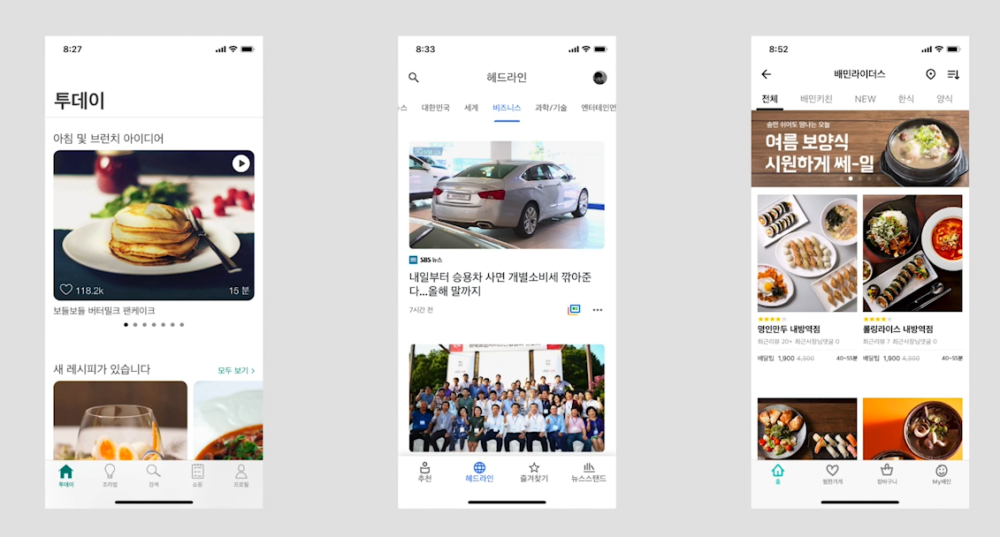 8:27
투데이
아침 및 브런치 아이디어
118.2k
15 분
보들보들 버터밀크 팬케이크
새 레시피가 있습니다
모두 보기 >
투데이
조리법
검색
쇼핑
프로필
8:33
헤드라인
대한민국
세계
비즈니스
과학/기술
엔터테인먼
SBS 뉴스
내일부터 승용차 사면 개별소비세 깎아준
다...올해 말까지
7시간 전
추천
헤드라인
즐겨찾기
뉴스스탠드
8:52
배민라이더스
전체
배민키친
NEW
한식
양식
숨만 쉬어도 땀나는 오늘
여름 보양식
시원하게 쎄-일
명인만두 내방역점
최근리뷰 20+ 최근사장님댓글 0
배달팁 1,900 4,300
40~55분
롤링라이스 내방역점
최근리뷰 7 최근사장님댓글 0
배달팁 1,900 4,300
40~55분
홈
찜한가게
장바구니
My배민